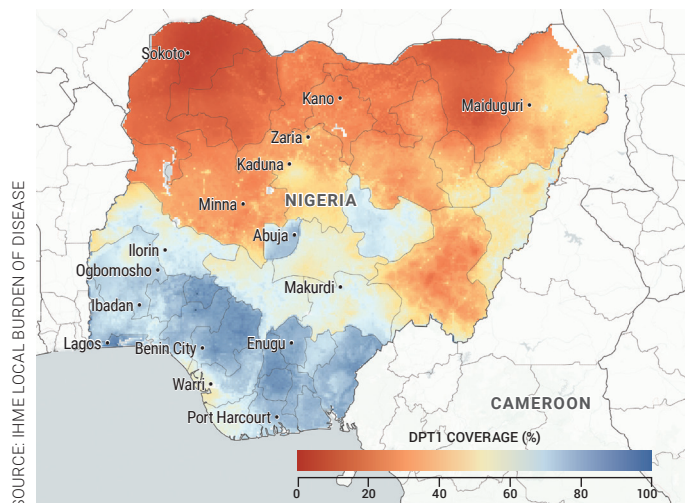 Sokoto
Kano
Maiduguri
Zaria
Kaduna
Minna
NIGERIA
Abuja
Ilorin
Ogbomosho
Makurdi
Ibadan
Lagos
Benin City
Enugu
Warri
CAMEROON
Port Harcourt
DPT1 COVERAGE (%)
0 20 40 60 80 100
SOURCE: IHME LOCAL BURDEN OF DISEASE